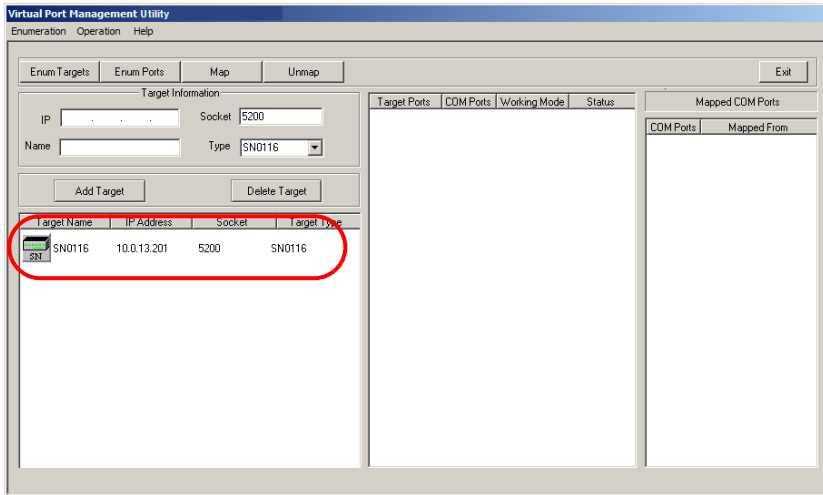 Virtual Port Management Utility
Enumeration Operation Help
Enum Targets Enum Ports Map Unmap Exit
Target Information
IP . . . Socket 5200
Name Type SN0116
Add Target Delete Target
Target Name IP Address Socket Target Type
SN SN0116 10.0.13.201 5200 SN0116
Target Ports COM Ports Working Mode Status
Mapped COM Ports
COM Ports Mapped From